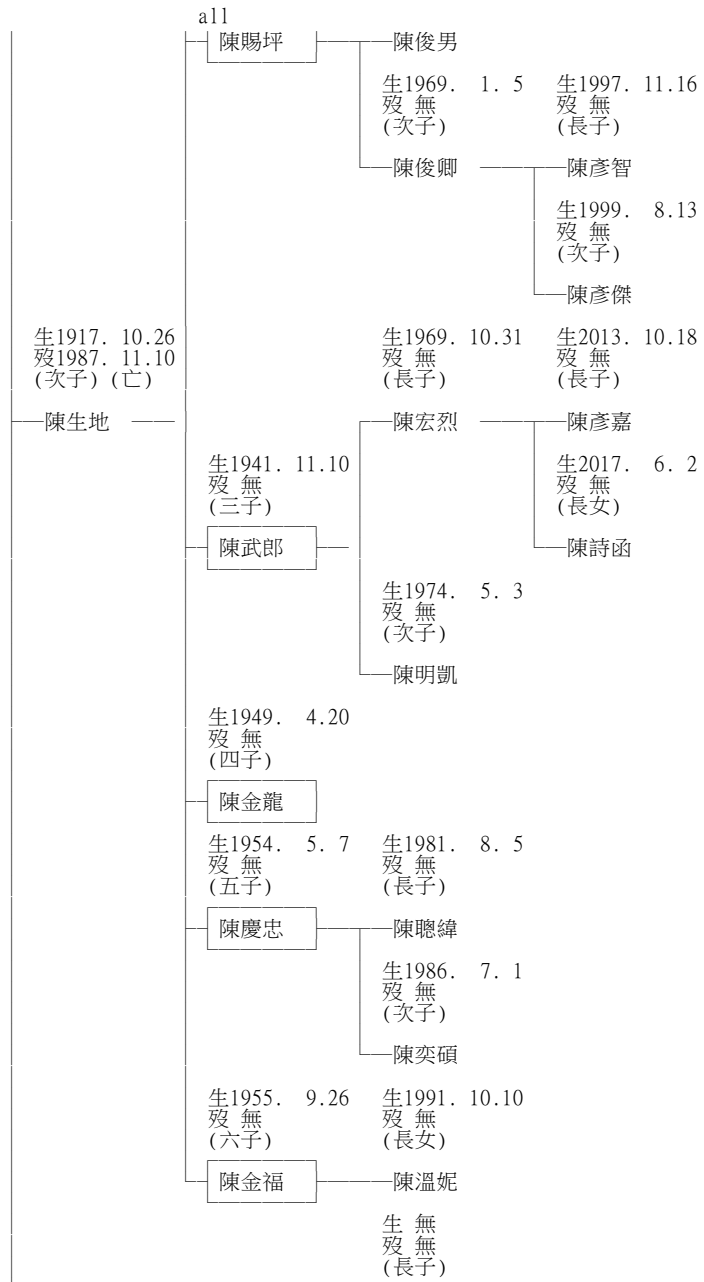 all
陳賜坪 陳俊男
生1969. 1. 5 生1997. 11.16
歿 無 歿 無
(次子) (長子)
陳俊卿 陳彥智
生1999. 8.13
歿 無
(次子)
陳彥傑
生1917. 10.26 生1969. 10.31 生2013. 10.18
歿1987. 11.10 歿 無 歿 無
(次子) (亡) (長子) (長子)
陳生地 陳宏烈 陳彥嘉
生1941. 11.10 生2017. 6. 2
歿 無 歿 無
(三子) (長女)
陳武郎 陳詩函
生1974. 5. 3
歿 無
(次子)
陳明凱
生1949. 4.20
歿 無
(四子)
陳金龍
生1954. 5. 7 生1981. 8. 5
歿 無 歿 無
(五子) (長子)
陳慶忠 陳聰緯
生1986. 7. 1
歿 無
(次子)
陳奕碩
生1955. 9.26 生1991. 10.10
歿 無 歿 無
(六子) (長女)
陳金福 陳溫妮
生 無
歿 無
(長子)